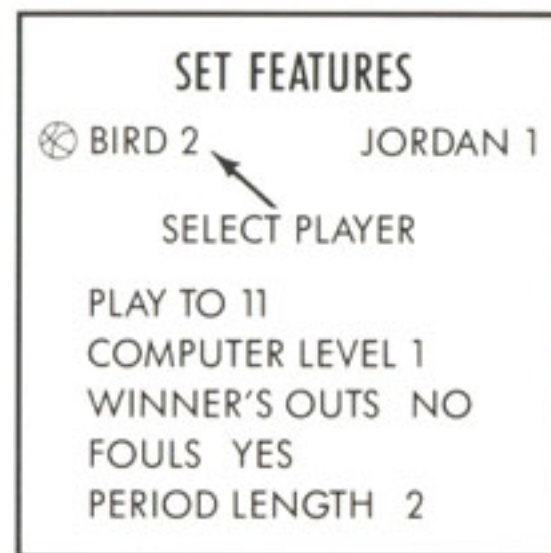 SET FEATURES
BIRD 2 JORDAN 1
SELECT PLAYER
PLAY TO 11
COMPUTER LEVEL 1
WINNER'S OUTS NO
FOULS YES
PERIOD LENGTH 2